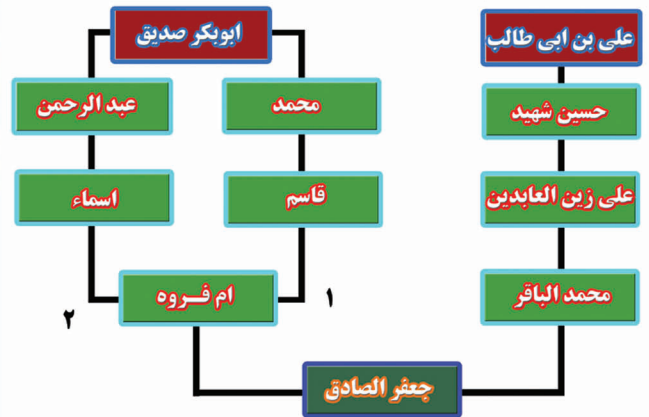 علی بن ابی طالب
ابوبکر صدیق
حسین شهید
محمد
عبد الرحمن
علی زین العابدین
قاسم
اسماء
محمد الباقر
ام فروه
۱
۲
جعفر الصادق